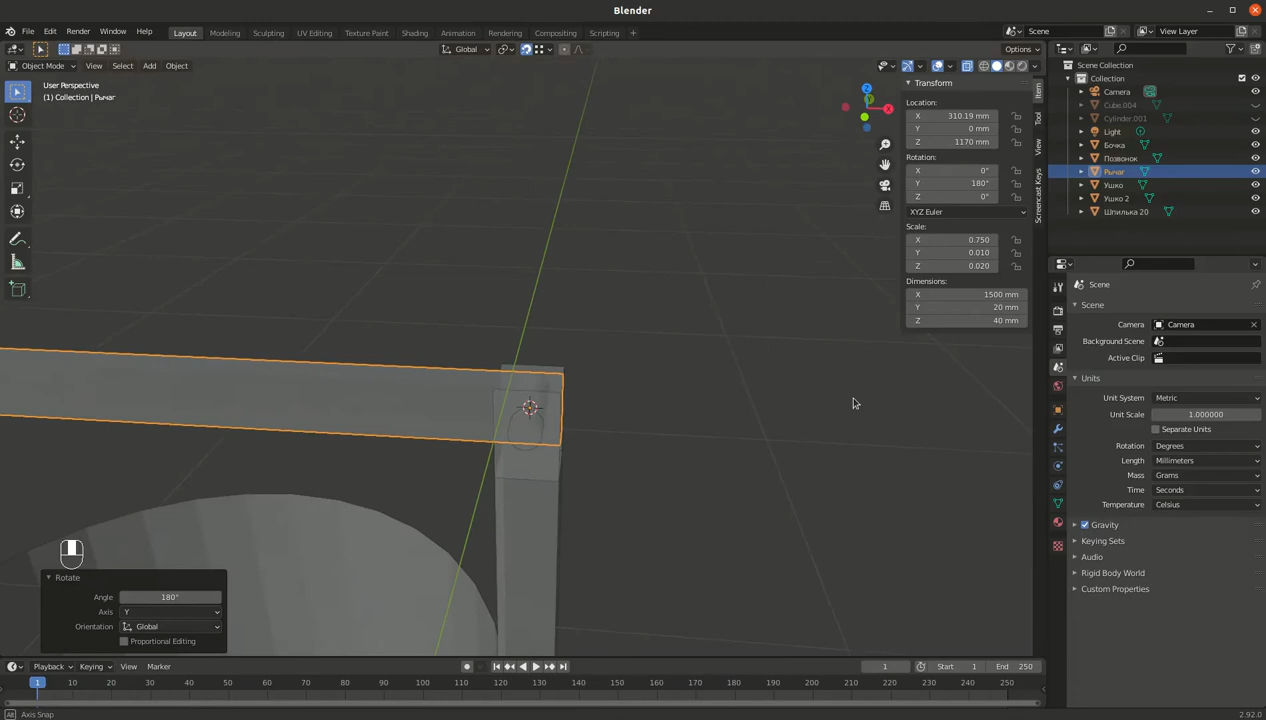 Blender
File Edit Render Window Help Layout Modeling Sculpting UV Editing Texture Paint Shading Animation Rendering Compositing Scripting + Scene View Layer
Global Options
Object Mode View Select Add Object
User Perspective
(1) Collection | Рычаг
X
Transform
Location:
X 310.19 mm
Y 0 mm
Z 1170 mm
Rotation:
X 0°
Y 180°
Z 0°
XYZ Euler
Scale:
X 0.750
Y 0.010
Z 0.020
Dimensions:
X 1500 mm
Y 20 mm
Z 40 mm
Item
Tool
View
Screencast Keys
Scene Collection
Collection
Camera
Cube.004
Cylinder.001
Light
Бочка
Позвонок
Рычаг
Ушко
Ушко 2
Шпилька 20
Scene
Scene
Camera Camera
Background Scene
Active Clip
Units
Unit System Metric
Unit Scale 1.000000
Separate Units
Rotation Degrees
Length Millimeters
Mass Grams
Time Seconds
Temperature Celsius
Gravity
Keying Sets
Audio
Rigid Body World
Custom Properties
Rotate
Angle 180°
Axis Y
Orientation Global
Proportional Editing
Playback Keying View Marker 1 Start 1 End 250
1 10 20 30 40 50 60 70 80 90 100 110 120 130 140 150 160 170 180 190 200 210 220 230 240 250
Alt Axis Snap 2.92.0